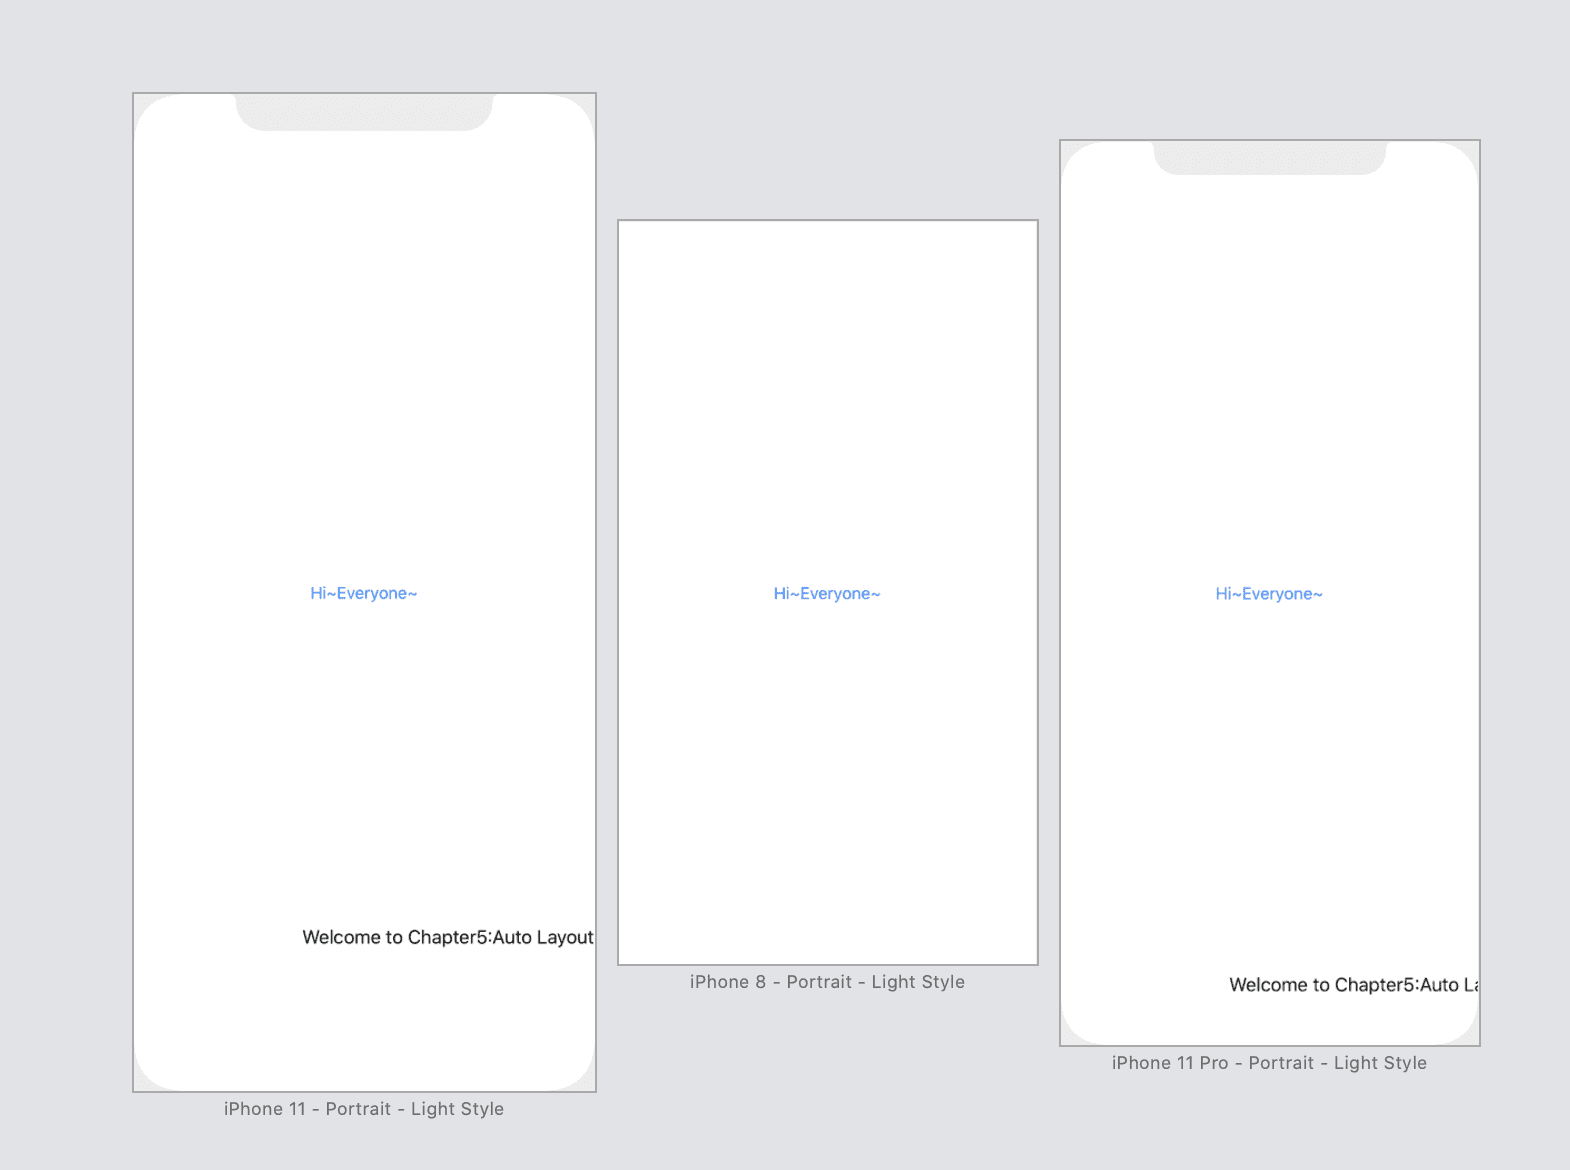 Hi~Everyone~
Welcome to Chapter5:Auto Layout
iPhone 11 - Portrait - Light Style
Hi~Everyone~
iPhone 8 - Portrait - Light Style
Hi~Everyone~
Welcome to Chapter5:Auto La
iPhone 11 Pro - Portrait - Light Style